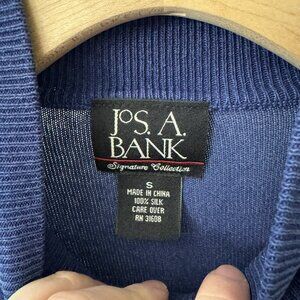 JOS. A.
BANK
Signature Collection
S
MADE IN CHINA
100% SILK
CARE OVER
RN 31608